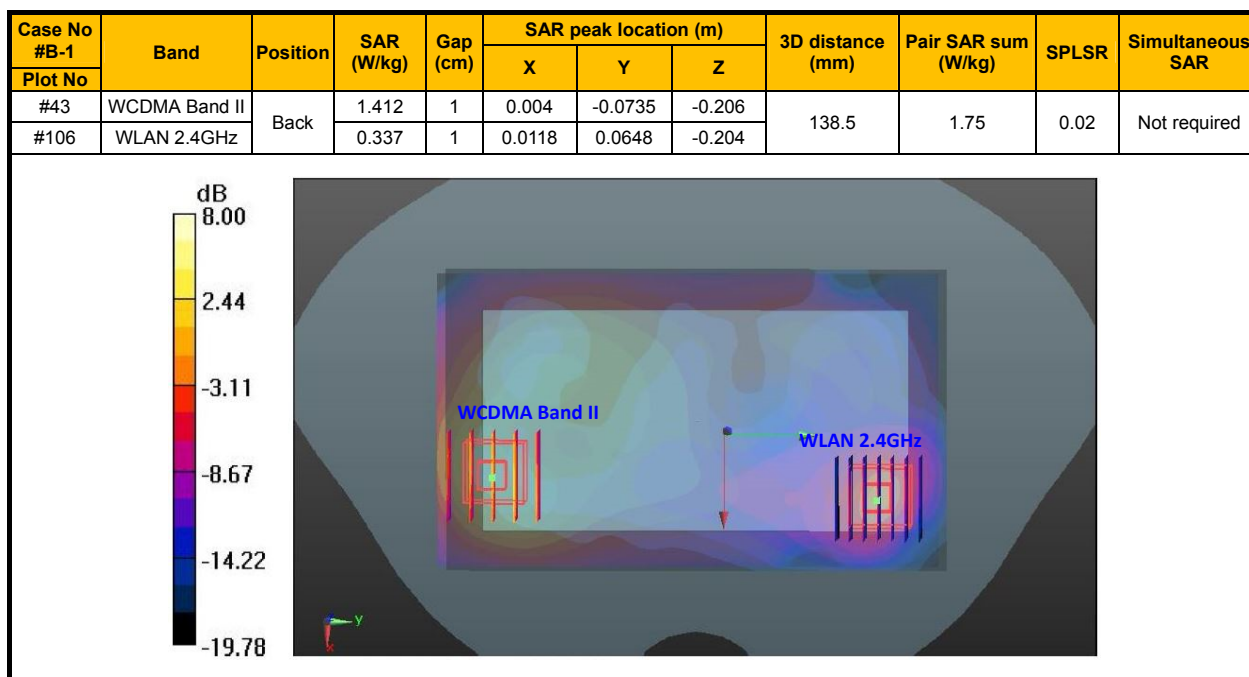 Case No #B-1 Band Position SAR (W/kg) Gap (cm) SAR peak location (m) 3D distance (mm) Pair SAR sum (W/kg) SPLSR Simultaneous SAR
Plot No X Y Z
#43 WCDMA Band II Back 1.412 1 0.004 -0.0735 -0.206 138.5 1.75 0.02 Not required
#106 WLAN 2.4GHz 0.337 1 0.0118 0.0648 -0.204
dB
8.00
2.44
-3.11
-8.67
-14.22
-19.78
WCDMA Band II
WLAN 2.4GHz
y
x